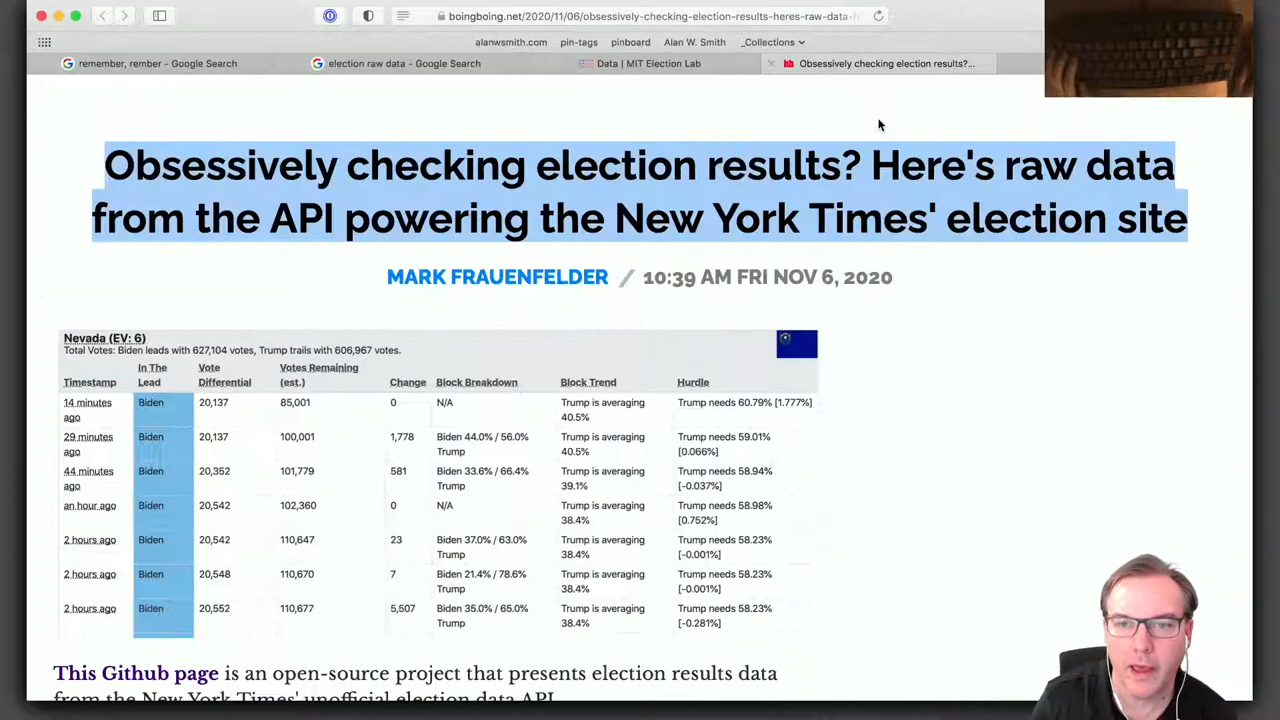 boingboing.net/2020/11/06/obsessively-checking-election-results-heres-raw-data-
alanwsmith.com pin-tags pinboard Alan W. Smith _Collections
remember, rember - Google Search election raw data - Google Search Data | MIT Election Lab Obsessively checking election results?...
Obsessively checking election results? Here's raw data
from the API powering the New York Times' election site
MARK FRAUENFELDER // 10:39 AM FRI NOV 6, 2020
Nevada (EV: 6)
Total Votes: Biden leads with 627,104 votes, Trump trails with 606,967 votes.
In The Vote Votes Remaining
Timestamp Lead Differential (est.) Change Block Breakdown Block Trend Hurdle
14 minutes Biden 20,137 85,001 0 N/A Trump is averaging Trump needs 60.79% [1.777%]
ago 40.5%
29 minutes Biden 20,137 100,001 1,778 Biden 44.0% / 56.0% Trump is averaging Trump needs 59.01%
ago Trump 40.5% [0.066%]
44 minutes Biden 20,352 101,779 581 Biden 33.6% / 66.4% Trump is averaging Trump needs 58.94%
ago Trump 39.1% [-0.037%]
an hour ago Biden 20,542 102,360 0 N/A Trump is averaging Trump needs 58.98%
38.4% [0.752%]
2 hours ago Biden 20,542 110,647 23 Biden 37.0% / 63.0% Trump is averaging Trump needs 58.23%
Trump 38.4% [-0.001%]
2 hours ago Biden 20,548 110,670 7 Biden 21.4% / 78.6% Trump is averaging Trump needs 58.23%
Trump 38.4% [-0.001%]
2 hours ago Biden 20,552 110,677 5,507 Biden 35.0% / 65.0% Trump is averaging Trump needs 58.23%
Trump 38.4% [-0.281%]
This Github page is an open-source project that presents election results data
from the New York Times' unofficial election data API